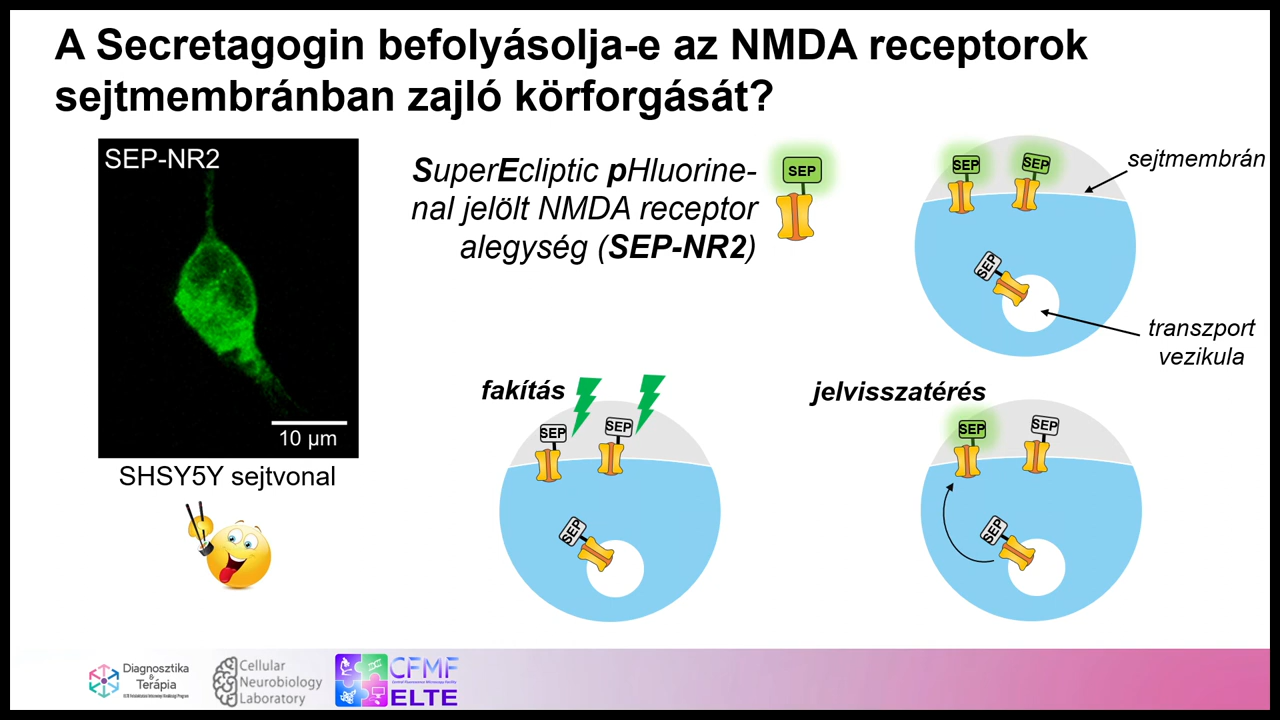 A Secretagogin befolyásolja-e az NMDA receptorok
sejtmembránban zajló körforgását?
SEP-NR2
10 µm
SHSY5Y sejtvonal
SuperEcliptic pHluorine-
nal jelölt NMDA receptor
alegység (SEP-NR2)
SEP
SEP
SEP
SEP
sejtmembrán
transzport
vezikula
fakítás
SEP
SEP
SEP
jelvisszatérés
SEP
SEP
SEP
Diagnosztika
&
Terápia
Cellular
Neurobiology
Laboratory
CFMF
ELTE